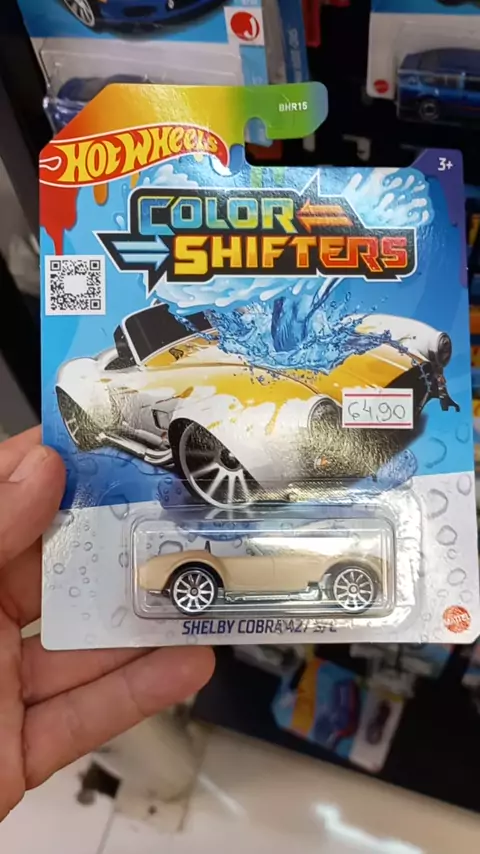 BHR15
HOT WHEELS
3+
COLOR
SHIFTERS
64,90
SHELBY COBRA 427 S/C
MATTEL